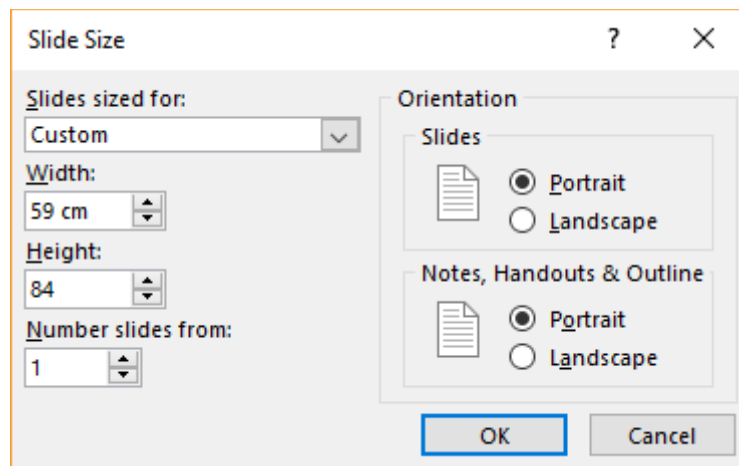 Slide Size
?
Slides sized for:
Custom
Width:
59 cm
Height:
84
Number slides from:
1
Orientation
Slides
Portrait
Landscape
Notes, Handouts & Outline
Portrait
Landscape
OK
Cancel